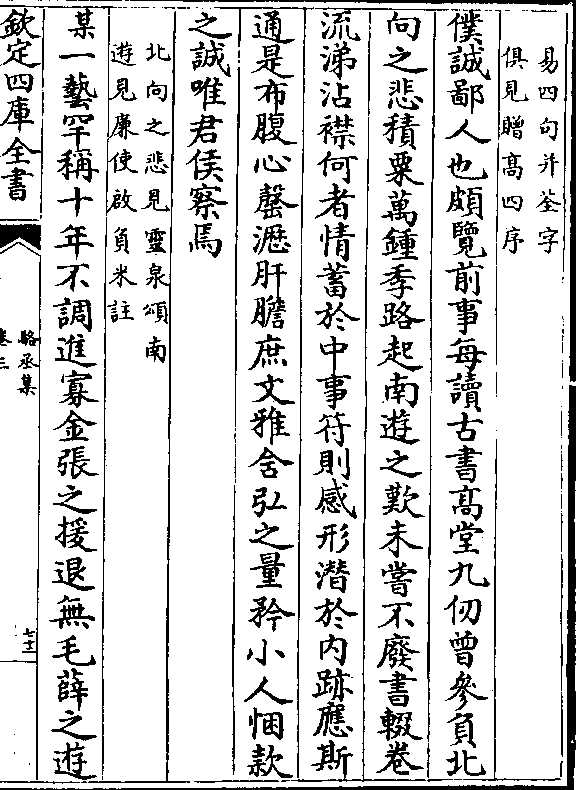 易四句并荃字
俱見贈高四序
僕誠鄙人也頗覽前事每讀古書髙堂九仞曾參負北
向之悲積粟萬鍾季路起南遊之歎未嘗不廢書輟卷
流涕沾襟何者情蓄於中事符則感形潛於内跡應斯
通是布腹心罄瀝肝膽庶文雅含弘之量矜小人悃款
之誠唯君侯察焉
北向之悲見靈泉頌南
遊見廉使啟負米註
某一藝罕稱十年不調進寡金張之援退無毛薛之遊
欽定四庫全書
駱丞集
卷三